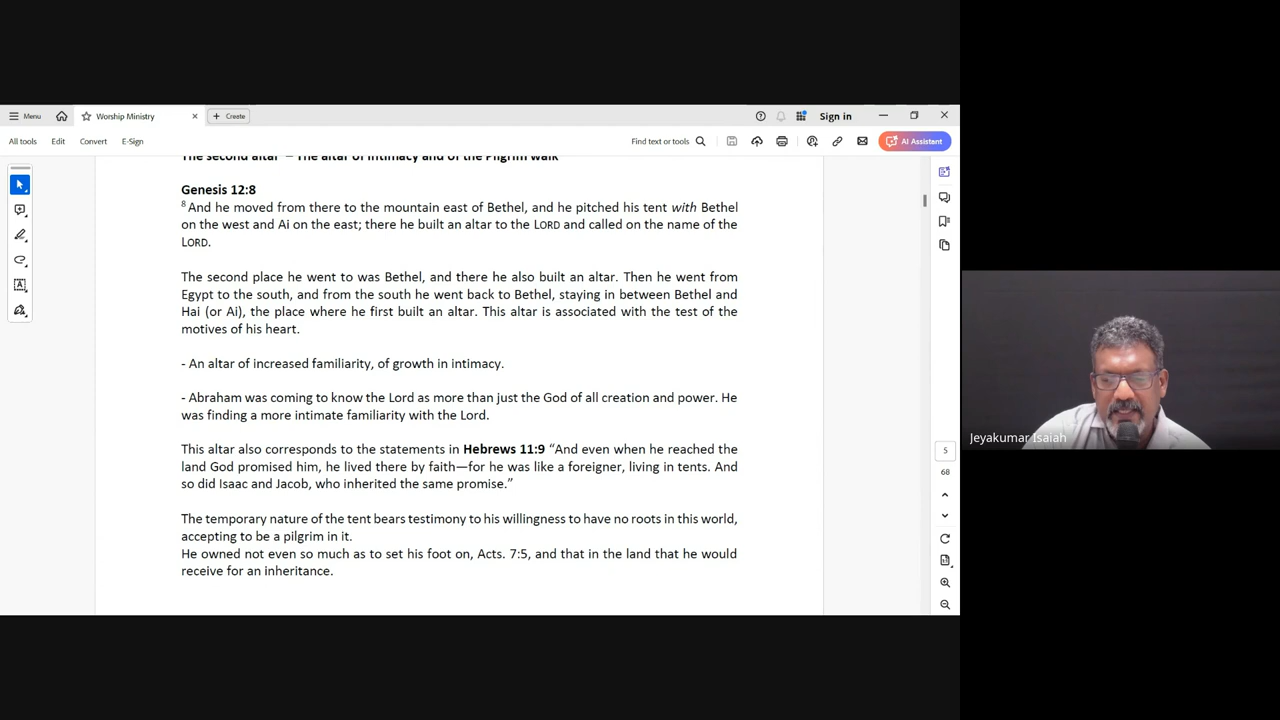 Menu
Worship Ministry
Create
Sign in
All tools
Edit
Convert
E-Sign
Find text or tools
AI Assistant
The second altar – The altar of intimacy and of the Pilgrim walk
Genesis 12:8
8 And he moved from there to the mountain east of Bethel, and he pitched his tent with Bethel
on the west and Ai on the east; there he built an altar to the LORD and called on the name of the
LORD.
The second place he went to was Bethel, and there he also built an altar. Then he went from
Egypt to the south, and from the south he went back to Bethel, staying in between Bethel and
Hai (or Ai), the place where he first built an altar. This altar is associated with the test of the
motives of his heart.
- An altar of increased familiarity, of growth in intimacy.
- Abraham was coming to know the Lord as more than just the God of all creation and power. He
was finding a more intimate familiarity with the Lord.
This altar also corresponds to the statements in Hebrews 11:9 “And even when he reached the
land God promised him, he lived there by faith—for he was like a foreigner, living in tents. And
so did Isaac and Jacob, who inherited the same promise.”
The temporary nature of the tent bears testimony to his willingness to have no roots in this world,
accepting to be a pilgrim in it.
He owned not even so much as to set his foot on, Acts. 7:5, and that in the land that he would
receive for an inheritance.
5
68
Jeyakumar Isaiah